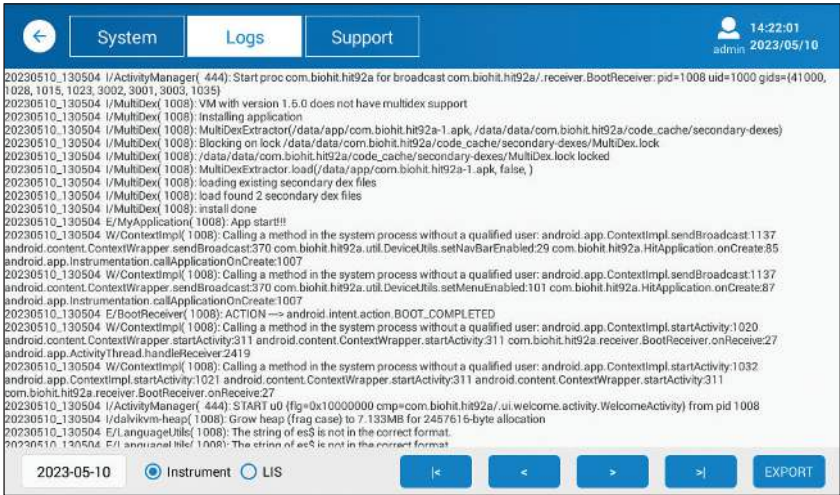 System Logs Support 14:22:01
admin 2023/05/10
20230510_130504 I/ActivityManager( 444): Start proc com.biohit.hit92a for broadcast com.biohit.hit92a/.receiver.BootReceiver: pid=1008 uid=1000 gids={41000,
1028, 1015, 1023, 3002, 3001, 3003, 1035}
20230510_130504 I/MultiDex( 1008): VM with version 1.6.0 does not have multidex support
20230510_130504 I/MultiDex( 1008): Installing application
20230510_130504 I/MultiDex( 1008): MultiDexExtractor(/data/app/com.biohit.hit92a-1.apk, /data/data/com.biohit.hit92a/code_cache/secondary-dexes)
20230510_130504 I/MultiDex( 1008): Blocking on lock /data/data/com.biohit.hit92a/code_cache/secondary-dexes/MultiDex.lock
20230510_130504 I/MultiDex( 1008): /data/data/com.biohit.hit92a/code_cache/secondary-dexes/MultiDex.lock locked
20230510_130504 I/MultiDex( 1008): MultiDexExtractor.load(/data/app/com.biohit.hit92a-1.apk, false, )
20230510_130504 I/MultiDex( 1008): loading existing secondary dex files
20230510_130504 I/MultiDex( 1008): load found 2 secondary dex files
20230510_130504 I/MultiDex( 1008): install done
20230510_130504 E/MyApplication( 1008): App start!!!
20230510_130504 W/ContextImpl( 1008): Calling a method in the system process without a qualified user: android.app.ContextImpl.sendBroadcast:1137
android.content.ContextWrapper.sendBroadcast:370 com.biohit.hit92a.util.DeviceUtils.setNavBarEnabled:29 com.biohit.hit92a.HitApplication.onCreate:85
android.app.Instrumentation.callApplicationOnCreate:1007
20230510_130504 W/ContextImpl( 1008): Calling a method in the system process without a qualified user: android.app.ContextImpl.sendBroadcast:1137
android.content.ContextWrapper.sendBroadcast:370 com.biohit.hit92a.util.DeviceUtils.setMenuEnabled:101 com.biohit.hit92a.HitApplication.onCreate:87
android.app.Instrumentation.callApplicationOnCreate:1007
20230510_130504 E/BootReceiver( 1008): ACTION ---> android.intent.action.BOOT_COMPLETED
20230510_130504 W/ContextImpl( 1008): Calling a method in the system process without a qualified user: android.app.ContextImpl.startActivity:1020
android.content.ContextWrapper.startActivity:311 android.content.ContextWrapper.startActivity:311 com.biohit.hit92a.receiver.BootReceiver.onReceive:27
android.app.ActivityThread.handleReceiver:2419
20230510_130504 W/ContextImpl( 1008): Calling a method in the system process without a qualified user: android.app.ContextImpl.startActivity:1032
android.app.ContextImpl.startActivity:1021 android.content.ContextWrapper.startActivity:311 android.content.ContextWrapper.startActivity:311
com.biohit.hit92a.receiver.BootReceiver.onReceive:27
20230510_130504 I/ActivityManager( 444): START u0 {flg=0x10000000 cmp=com.biohit.hit92a/.ui.welcome.activity.WelcomeActivity} from pid 1008
20230510_130504 I/dalvikvm-heap( 1008): Grow heap (frag case) to 7.133MB for 2457616-byte allocation
20230510_130504 E/LanguageUtils( 1008): The string of es$ is not in the correct format.
20230510_130504 E/LanguageUtils( 1008): The string of es$ is not in the correct format.
2023-05-10 Instrument LIS |< < > >| EXPORT